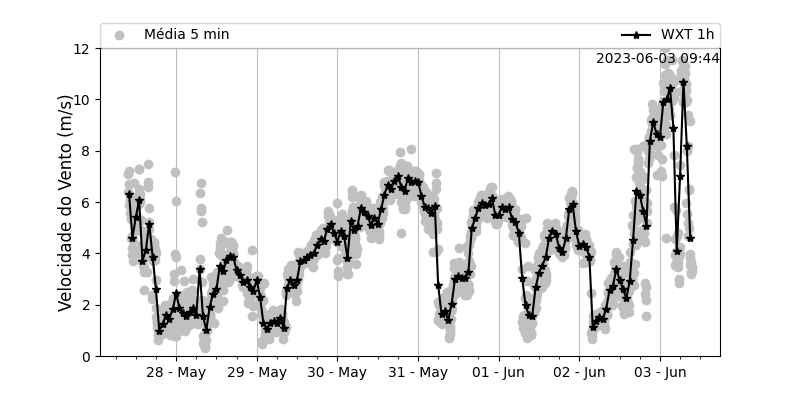 Média 5 min
WXT 1h
2023-06-03 09:44
Velocidade do Vento (m/s)
12
10
8
6
4
2
0
28 - May
29 - May
30 - May
31 - May
01 - Jun
02 - Jun
03 - Jun